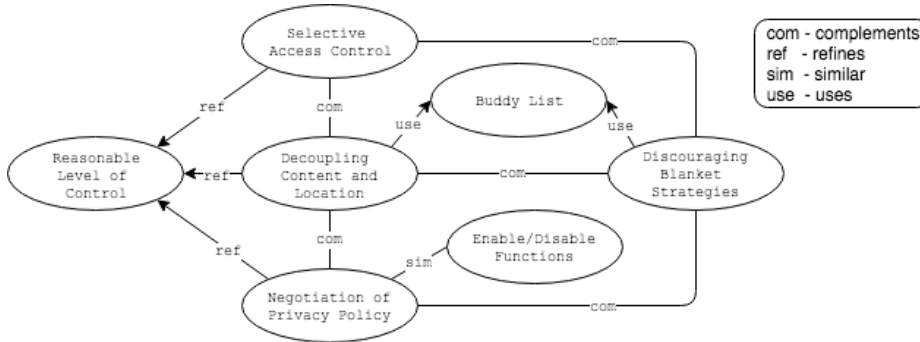 Selective
Access Control
com
com - complements
ref - refines
sim - similar
use - uses
Buddy List
ref
com
use
use
Reasonable
Level of
Control
ref
Decoupling
Content and
Location
com
Discouraging
Blanket
Strategies
ref
com
sim
Enable/Disable
Functions
Negotiation of
Privacy Policy
com